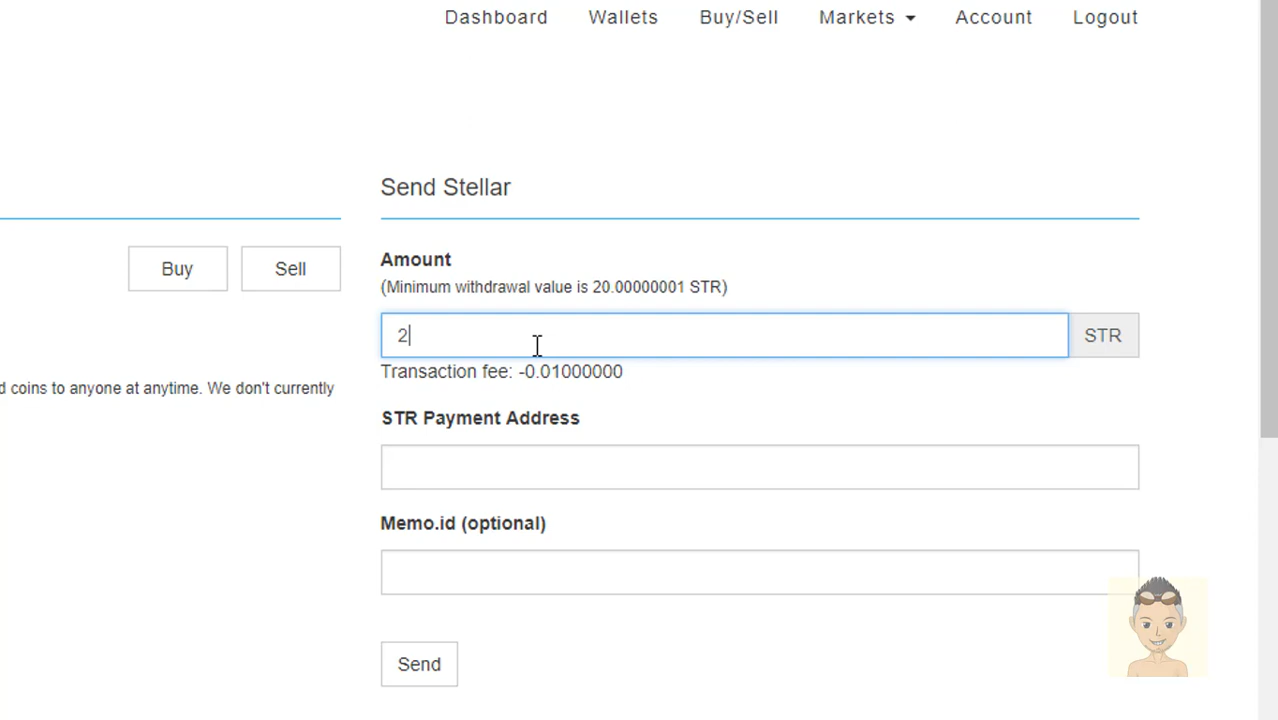 Dashboard Wallets Buy/Sell Markets Account Logout
Send Stellar
Buy Sell
Amount
(Minimum withdrawal value is 20.00000001 STR)
2 STR
Transaction fee: -0.01000000
d coins to anyone at anytime. We don't currently
STR Payment Address
Memo.id (optional)
Send